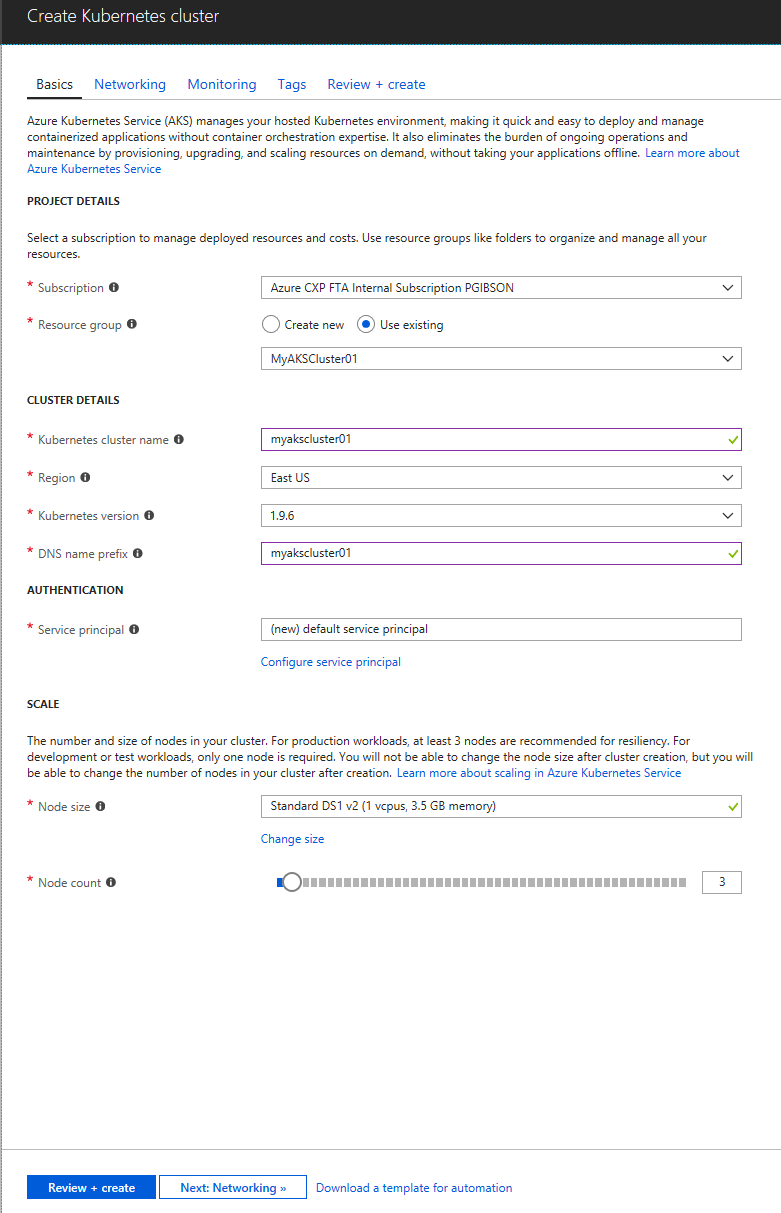 Create Kubernetes cluster
Basics Networking Monitoring Tags Review + create
Azure Kubernetes Service (AKS) manages your hosted Kubernetes environment, making it quick and easy to deploy and manage
containerized applications without container orchestration expertise. It also eliminates the burden of ongoing operations and
maintenance by provisioning, upgrading, and scaling resources on demand, without taking your applications offline. Learn more about
Azure Kubernetes Service
PROJECT DETAILS
Select a subscription to manage deployed resources and costs. Use resource groups like folders to organize and manage all your
resources.
* Subscription Azure CXP FTA Internal Subscription PGIBSON
* Resource group Create new Use existing
MyAKSCluster01
CLUSTER DETAILS
* Kubernetes cluster name myakscluster01
* Region East US
* Kubernetes version 1.9.6
* DNS name prefix myakscluster01
AUTHENTICATION
* Service principal (new) default service principal
Configure service principal
SCALE
The number and size of nodes in your cluster. For production workloads, at least 3 nodes are recommended for resiliency. For
development or test workloads, only one node is required. You will not be able to change the node size after cluster creation, but you will
be able to change the number of nodes in your cluster after creation. Learn more about scaling in Azure Kubernetes Service
* Node size Standard DS1 v2 (1 vcpus, 3.5 GB memory)
Change size
* Node count 3
Review + create Next: Networking » Download a template for automation